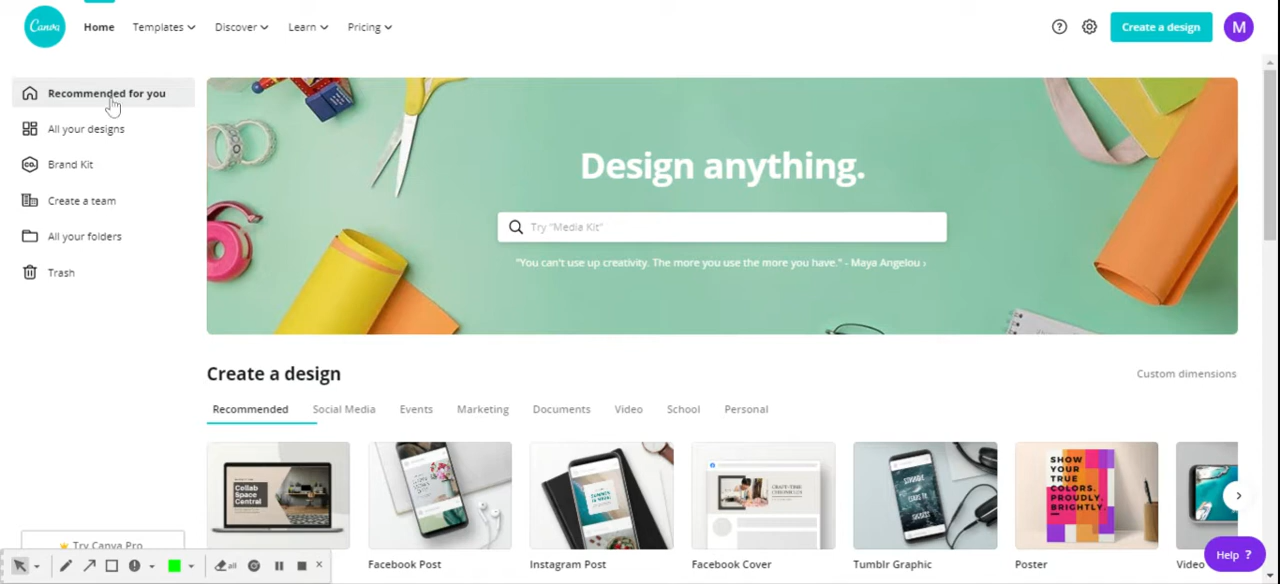 Canva
Home
Templates
Discover
Learn
Pricing
Create a design
M
Recommended for you
All your designs
Brand Kit
CO.
Create a team
All your folders
Trash
Design anything.
Try "Media Kit"
"You can't use up creativity. The more you use the more you have." - Maya Angelou ›
Create a design
Custom dimensions
Recommended
Social Media
Events
Marketing
Documents
Video
School
Personal
Collab
Space
Central
SHOW
YOUR
TRUE
COLORS.
PROUDLY.
BRIGHTLY.
Facebook Post
Instagram Post
Facebook Cover
Tumblr Graphic
Poster
Video
Try Canva Pro
all
Help ?